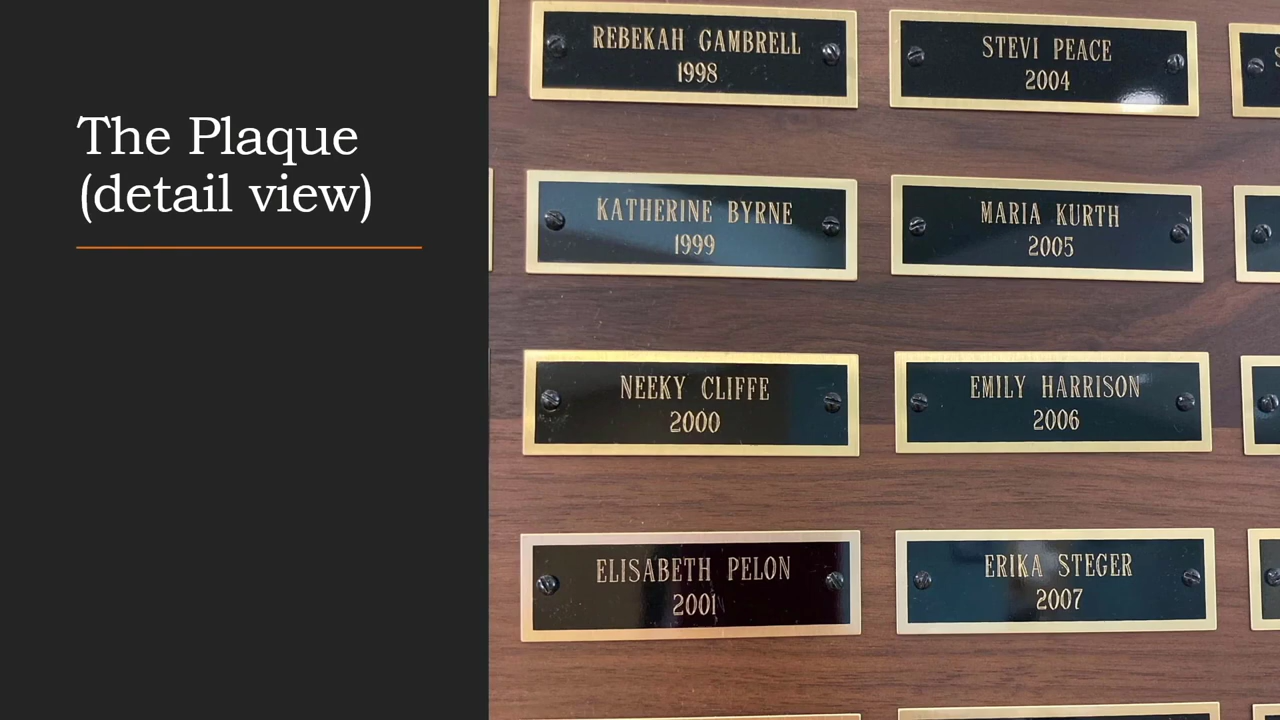 The Plaque
(detail view)
REBEKAH GAMBRELL
1998
STEVI PEACE
2004
KATHERINE BYRNE
1999
MARIA KURTH
2005
NEEKY CLIFFE
2000
EMILY HARRISON
2006
ELISABETH PELON
2001
ERIKA STEGER
2007